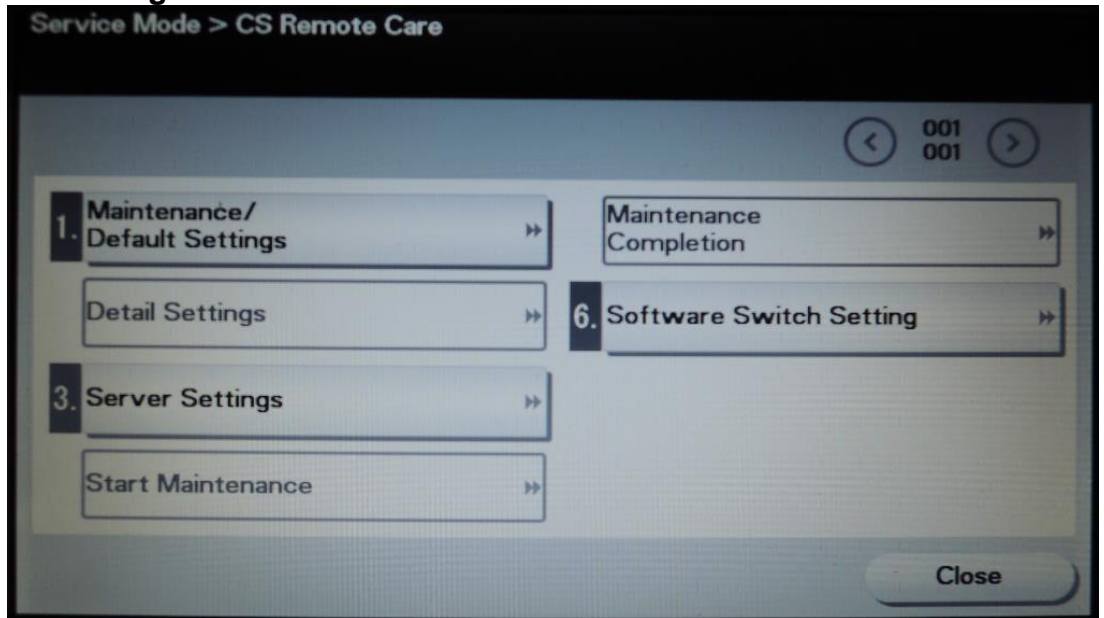 Service Mode > CS Remote Care
001
001
1. Maintenance/
Default Settings
Maintenance
Completion
Detail Settings
6. Software Switch Setting
3. Server Settings
Start Maintenance
Close